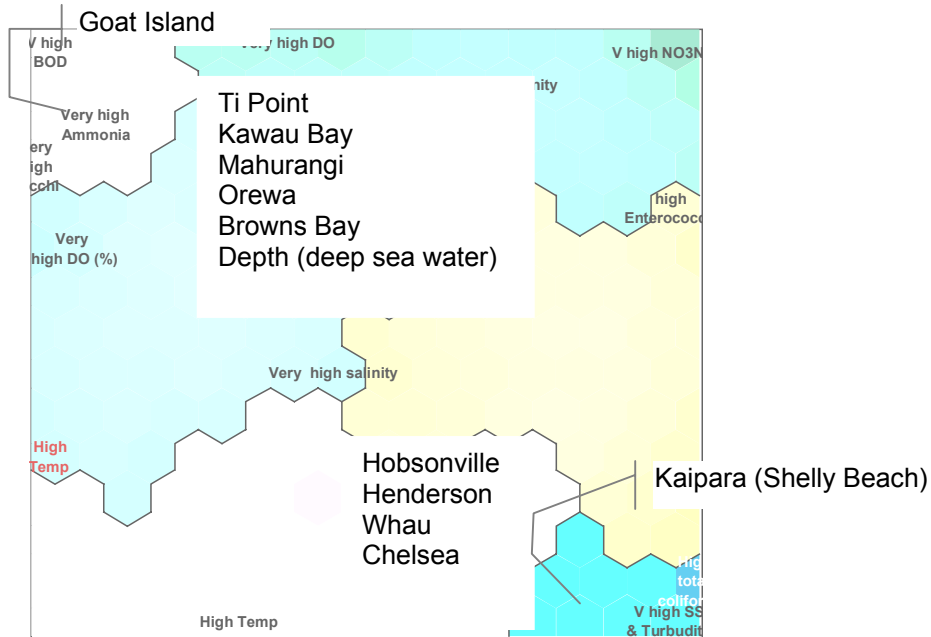 Goat Island
V high
BOD
high DO
V high NO3N
Very high
Ammonia
Ti Point
Kawau Bay
Mahurangi
Orewa
Browns Bay
Depth (deep sea water)
high
Very
high DO (%)
Very high salinity
High
Temp
Hobsonville
Henderson
Whau
Chelsea
Kaipara (Shelly Beach)
High Temp
V high SS
&